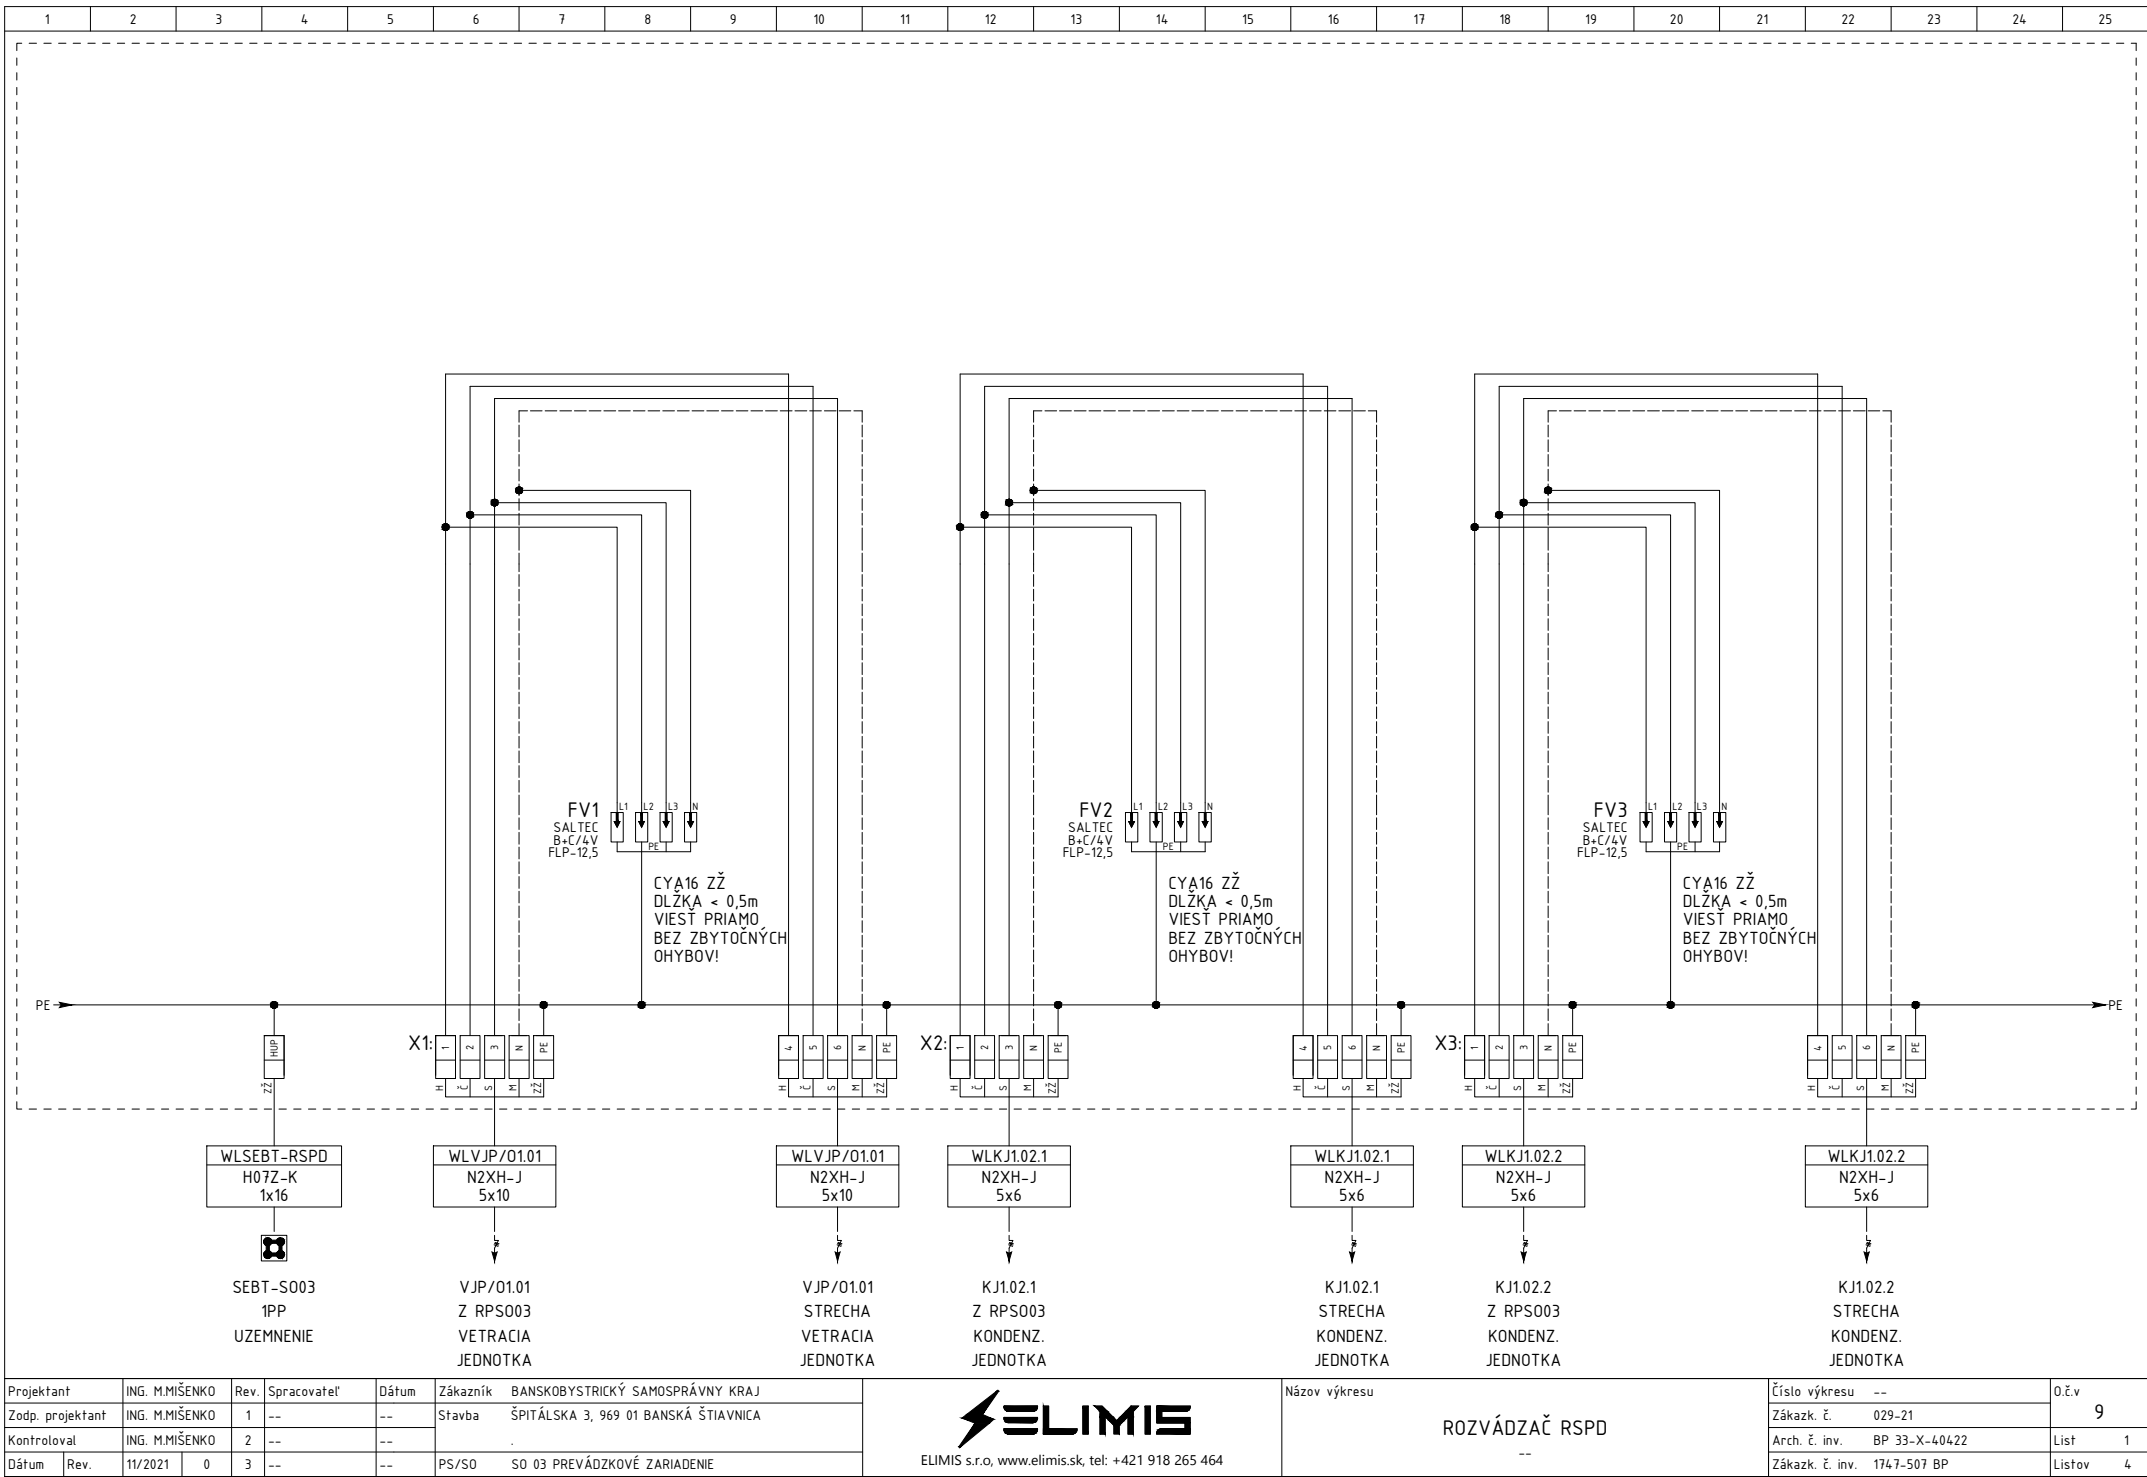 1 2 3 4 5 6 7 8 9 10 11 12 13 14 15 16 17 18 19 20 21 22 23 24 25
FV1
SALTEC
B+C/4V
FLP-12,5
L1 L2 L3 N
PE
CYA16 ZŽ
DLŽKA < 0,5m
VIESŤ PRIAMO
BEZ ZBYTOČNÝCH
OHYBOV!
FV2
SALTEC
B+C/4V
FLP-12,5
L1 L2 L3 N
PE
CYA16 ZŽ
DLŽKA < 0,5m
VIESŤ PRIAMO
BEZ ZBYTOČNÝCH
OHYBOV!
FV3
SALTEC
B+C/4V
FLP-12,5
L1 L2 L3 N
PE
CYA16 ZŽ
DLŽKA < 0,5m
VIESŤ PRIAMO
BEZ ZBYTOČNÝCH
OHYBOV!
PE
PE
HUP
ZŽ
X1: 1 2 3 N PE
H Č S M ZŽ
4 5 6 N PE
H Č S M ZŽ
X2: 1 2 3 N PE
H Č S M ZŽ
4 5 6 N PE
H Č S M ZŽ
X3: 1 2 3 N PE
H Č S M ZŽ
4 5 6 N PE
H Č S M ZŽ
WLSEBT-RSPD
H07Z-K
1x16
SEBT-SO03
1PP
UZEMNENIE
WLVJP/01.01
N2XH-J
5x10
VJP/01.01
Z RPSO03
VETRACIA
JEDNOTKA
WLVJP/01.01
N2XH-J
5x10
VJP/01.01
STRECHA
VETRACIA
JEDNOTKA
WLKJ1.02.1
N2XH-J
5x6
KJ1.02.1
Z RPSO03
KONDENZ.
JEDNOTKA
WLKJ1.02.1
N2XH-J
5x6
KJ1.02.1
STRECHA
KONDENZ.
JEDNOTKA
WLKJ1.02.2
N2XH-J
5x6
KJ1.02.2
Z RPSO03
KONDENZ.
JEDNOTKA
WLKJ1.02.2
N2XH-J
5x6
KJ1.02.2
STRECHA
KONDENZ.
JEDNOTKA
Projektant ING. M.MIŠENKO Rev. Spracovateľ Dátum
Zodp. projektant ING. M.MIŠENKO 1 -- --
Kontroloval ING. M.MIŠENKO 2 -- --
Dátum Rev. 11/2021 0 3 -- --
Zákazník BANSKOBYSTRICKÝ SAMOSPRÁVNY KRAJ
Stavba ŠPITÁLSKA 3, 969 01 BANSKÁ ŠTIAVNICA
.
PS/SO SO 03 PREVÁDZKOVÉ ZARIADENIE
ELIMIS
ELIMIS s.r.o, www.elimis.sk, tel: +421 918 265 464
Názov výkresu
ROZVÁDZAČ RSPD
--
Číslo výkresu --
Zákazk. č. 029-21
Arch. č. inv. BP 33-X-40422
Zákazk. č. inv. 1747-507 BP
O.č.v
9
List 1
Listov 4